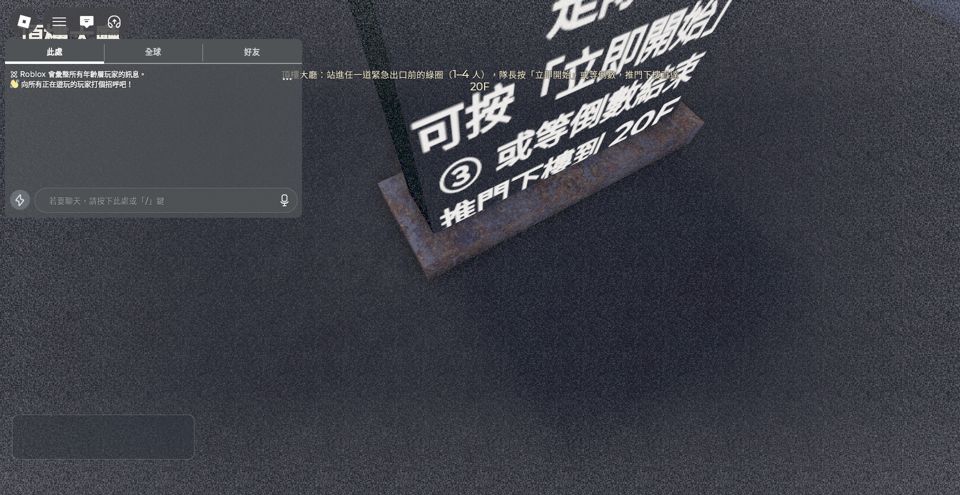 此處 全球 好友
Roblox 會彙整所有年齡層玩家的訊息。
向所有正在遊玩的玩家打個招呼吧！
大廳：站進任一道緊急出口前的綠圈（1–4 人），隊長按「立即開始」或等倒數，推門下樓
20F
可按「立即開始」
③ 或等倒數結束
推門下樓到 20F
若要聊天，請按下此處或「/」鍵